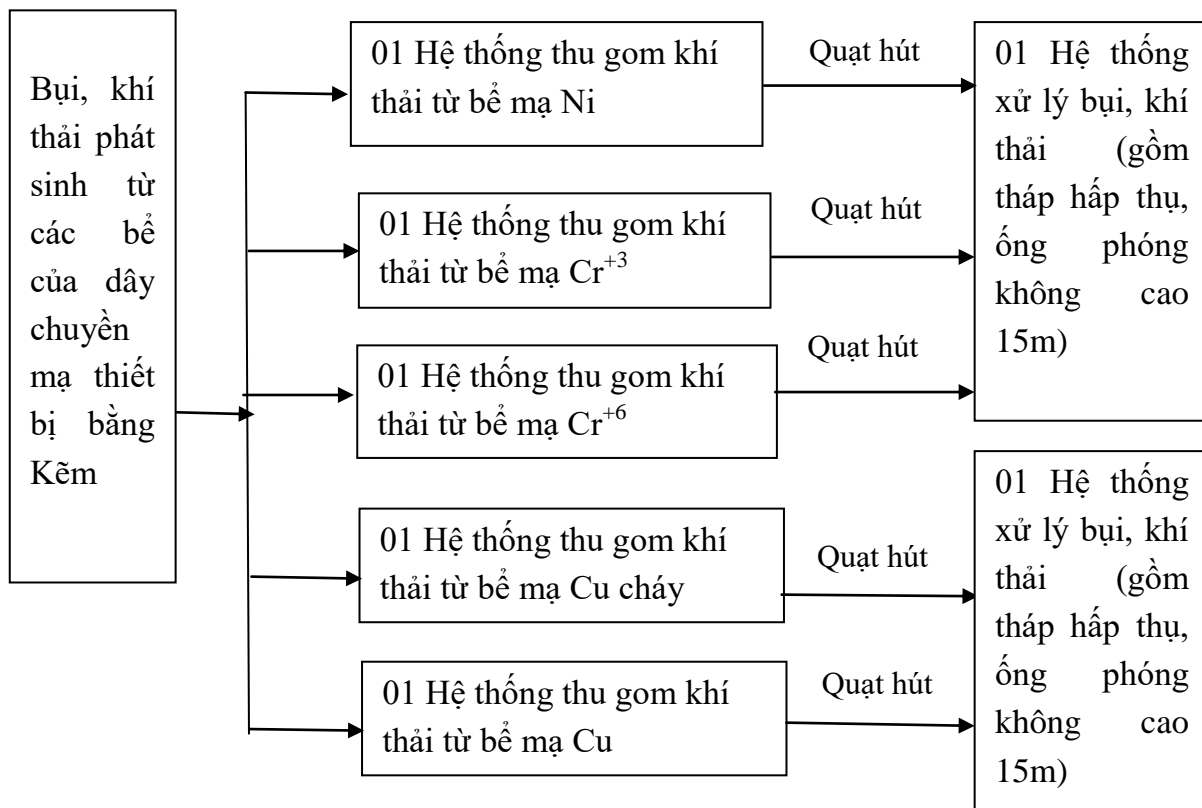 Bụi, khí
thải phát
sinh từ
các bể
của dây
chuyền
mạ thiết
bị bằng
Kẽm
01 Hệ thống thu gom khí
thải từ bể mạ Ni
Quạt hút
01 Hệ thống thu gom khí
thải từ bể mạ Cr+3
Quạt hút
01 Hệ thống thu gom khí
thải từ bể mạ Cr+6
Quạt hút
01 Hệ thống
xử lý bụi, khí
thải (gồm
tháp hấp thụ,
ống phóng
không cao
15m)
01 Hệ thống thu gom khí
thải từ bể mạ Cu cháy
Quạt hút
01 Hệ thống thu gom khí
thải từ bể mạ Cu
Quạt hút
01 Hệ thống
xử lý bụi, khí
thải (gồm
tháp hấp thụ,
ống phóng
không cao
15m)